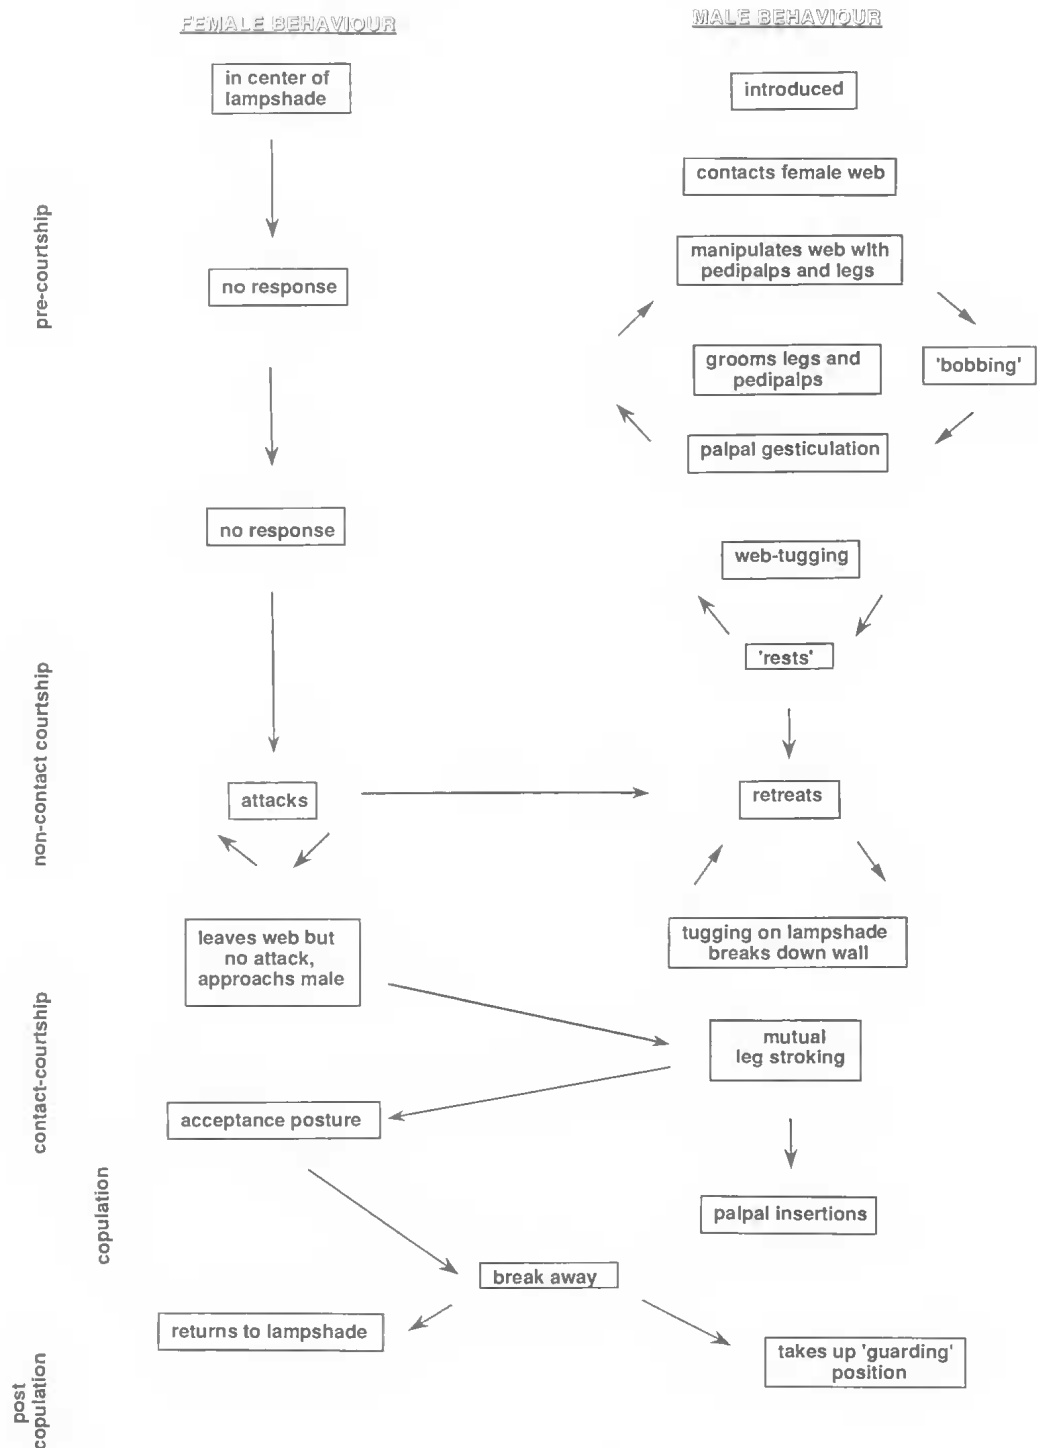 FEMALE BEHAVIOUR
MALE BEHAVIOUR
in center of
lampshade
introduced
contacts female web
pre-courtship
manipulates web with
pedipalps and legs
no response
grooms legs and
pedipalps
'bobbing'
palpal gesticulation
no response
web-tugging
'rests'
non-contact courtship
attacks
retreats
leaves web but
no attack,
approachs male
tugging on lampshade
breaks down wall
contact-courtship
mutual
leg stroking
acceptance posture
copulation
palpal insertions
break away
returns to lampshade
takes up 'guarding'
position
post
copulation